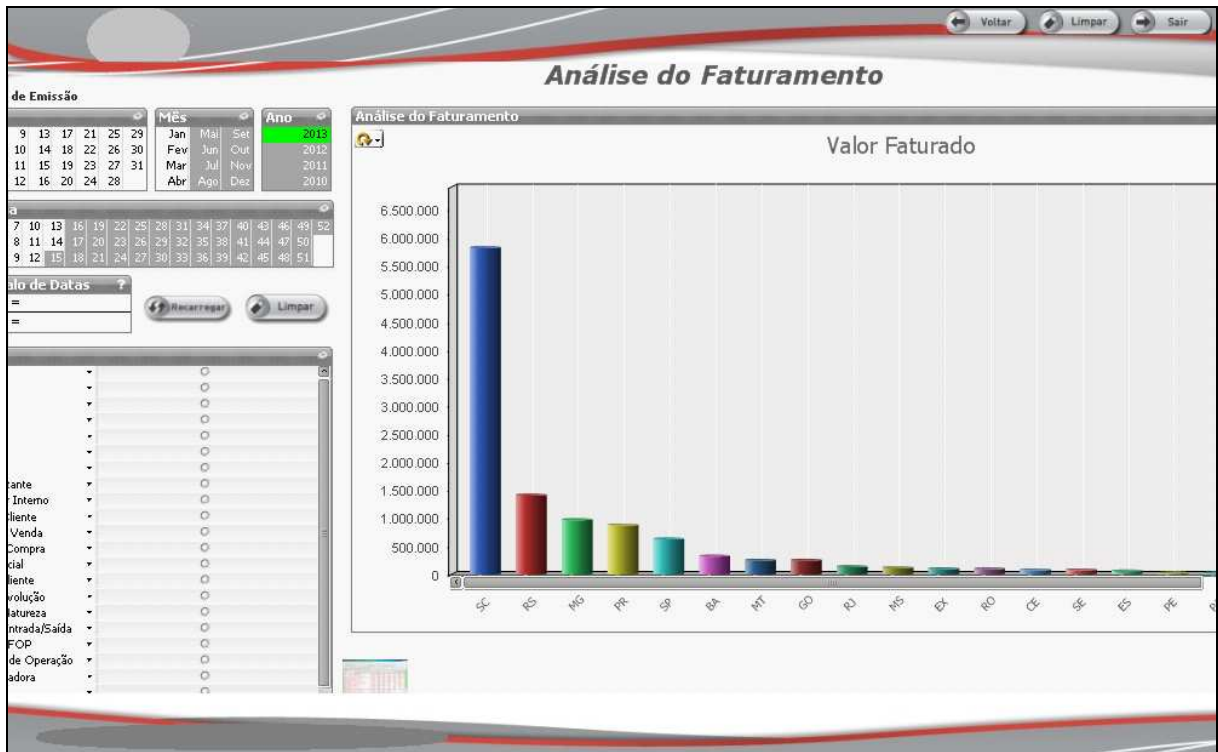 Voltar Limpar Sair
Análise do Faturamento
de Emissão
Mês
Ano
9 13 17 21 25 29
10 14 18 22 26 30
11 15 19 23 27 31
12 16 20 24 28
Jan Mai Set
Fev Jun Out
Mar Jul Nov
Abr Ago Dez
2013
2012
2011
2010
a
7 10 13 16 19 22 25 28 31 34 37 40 43 46 49 52
8 11 14 17 20 23 26 29 32 35 38 41 44 47 50
9 12 15 18 21 24 27 30 33 36 39 42 45 48 51
alo de Datas ?
=
=
Recarregar Limpar
tante
r Interno
liente
Venda
Compra
cial
liente
volução
Natureza
ntrada/Saída
FOP
de Operação
adora
Análise do Faturamento
Valor Faturado
6.500.000
6.000.000
5.500.000
5.000.000
4.500.000
4.000.000
3.500.000
3.000.000
2.500.000
2.000.000
1.500.000
1.000.000
500.000
0
SC RS MG PR SP BA MT GO RJ MS EX RO CE SE ES PE